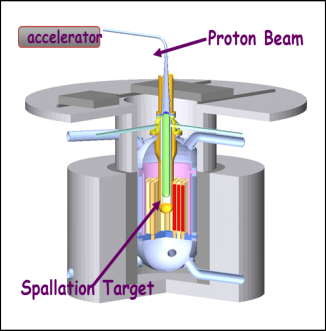 accelerator
Proton Beam
Spallation Target